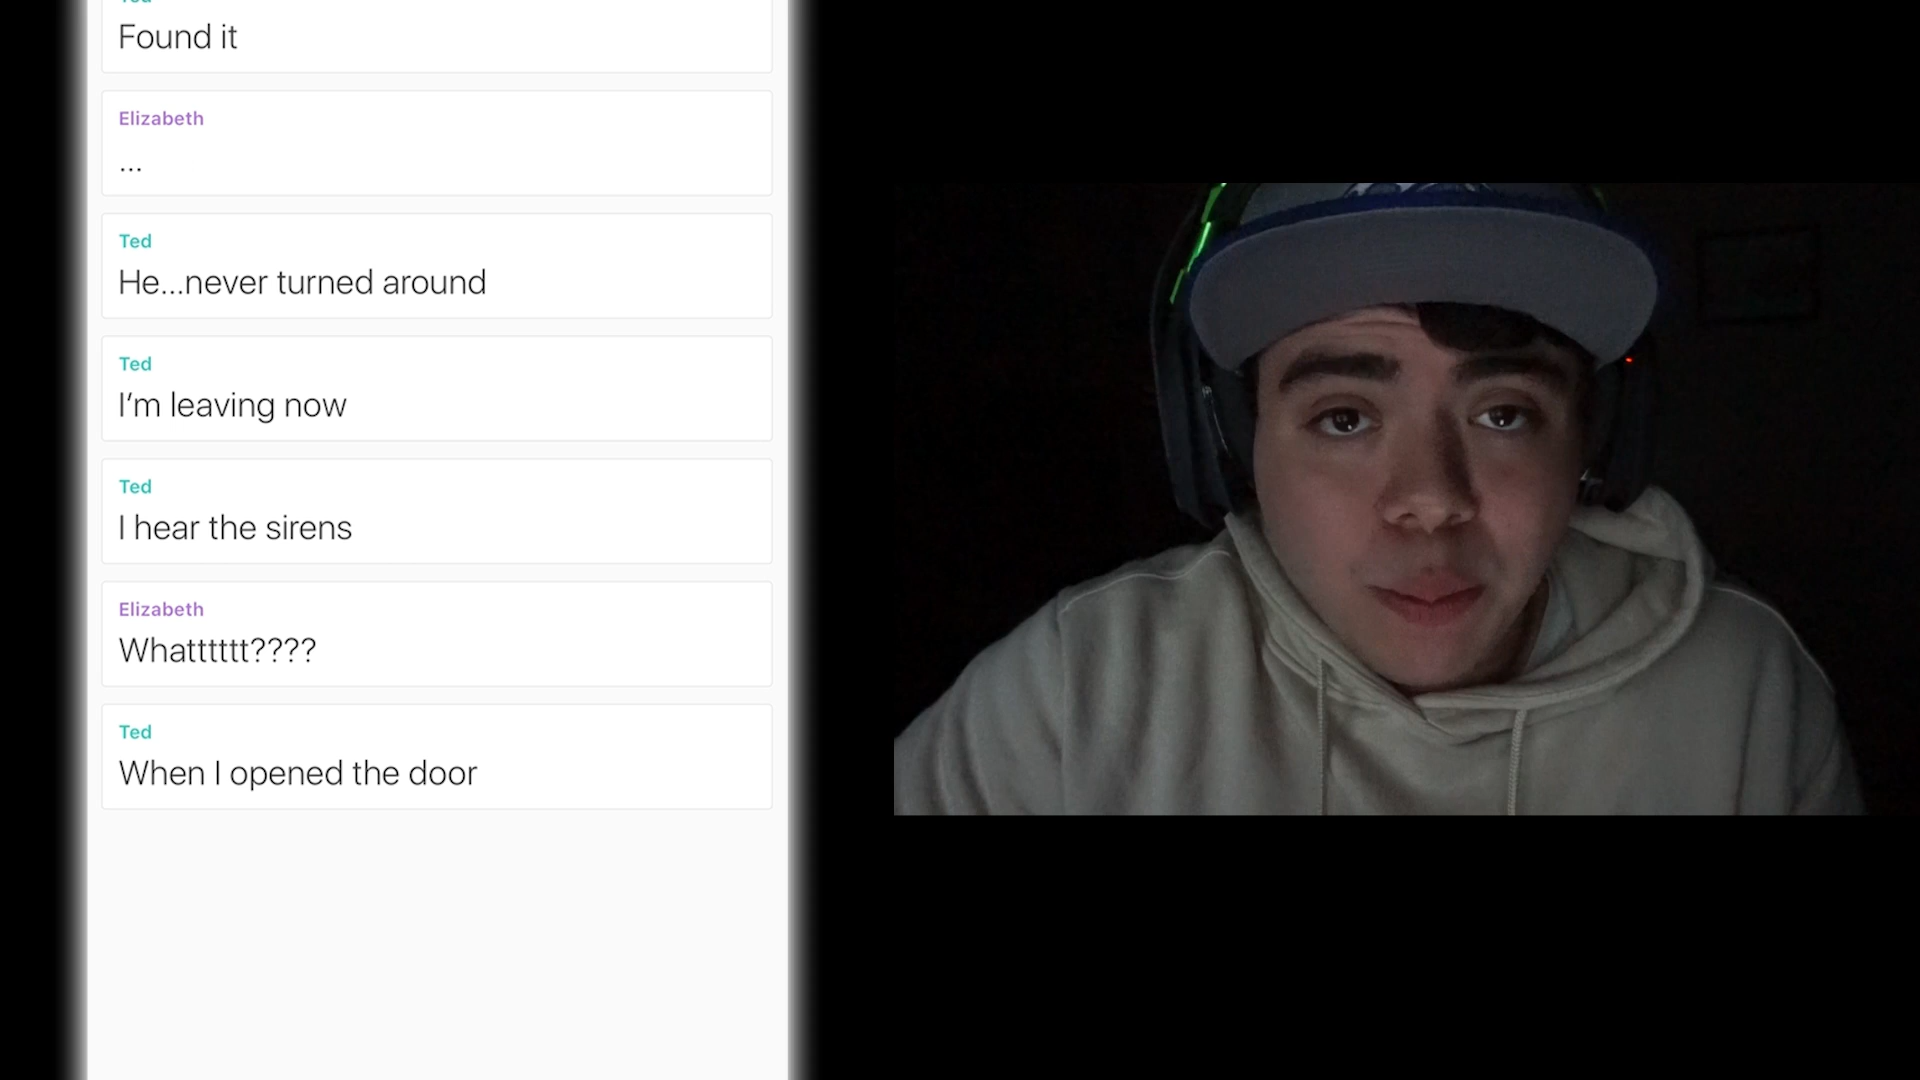 Found it
Elizabeth
...
Ted
He...never turned around
Ted
I'm leaving now
Ted
I hear the sirens
Elizabeth
Whatttttt????
Ted
When I opened the door